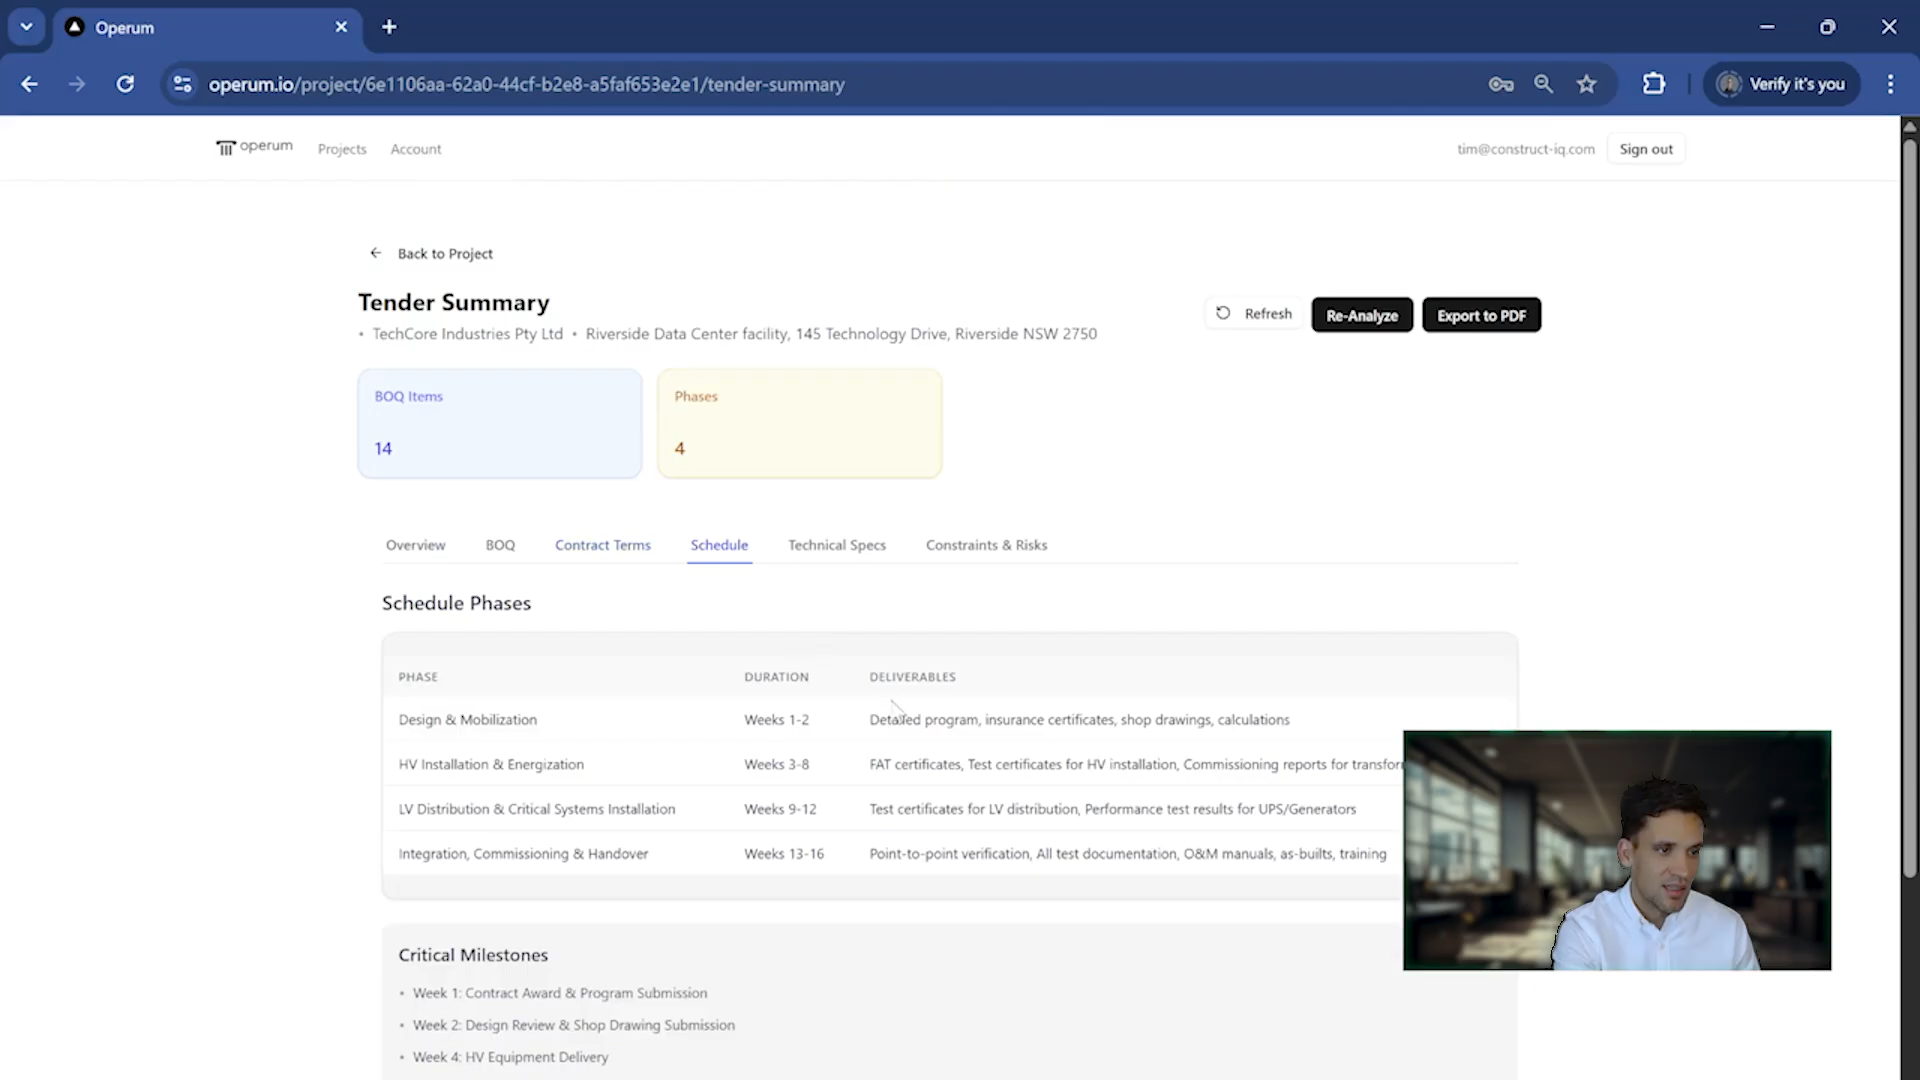 Operum
operum.io/project/6e1106aa-62a0-44cf-b2e8-a5faf653e2e1/tender-summary
Verify it's you
operum
Projects
Account
tim@construct-iq.com
Sign out
Back to Project
Tender Summary
• TechCore Industries Pty Ltd • Riverside Data Center facility, 145 Technology Drive, Riverside NSW 2750
Refresh
Re-Analyze
Export to PDF
BOQ Items
14
Phases
4
Overview
BOQ
Contract Terms
Schedule
Technical Specs
Constraints & Risks
Schedule Phases
PHASE DURATION DELIVERABLES
Design & Mobilization Weeks 1-2 Detailed program, insurance certificates, shop drawings, calculations
HV Installation & Energization Weeks 3-8 FAT certificates, Test certificates for HV installation, Commissioning reports for
LV Distribution & Critical Systems Installation Weeks 9-12 Test certificates for LV distribution, Performance test results for UPS/Generators
Integration, Commissioning & Handover Weeks 13-16 Point-to-point verification, All test documentation, O&M manuals, as-builts, training
Critical Milestones
• Week 1: Contract Award & Program Submission
• Week 2: Design Review & Shop Drawing Submission
• Week 4: HV Equipment Delivery